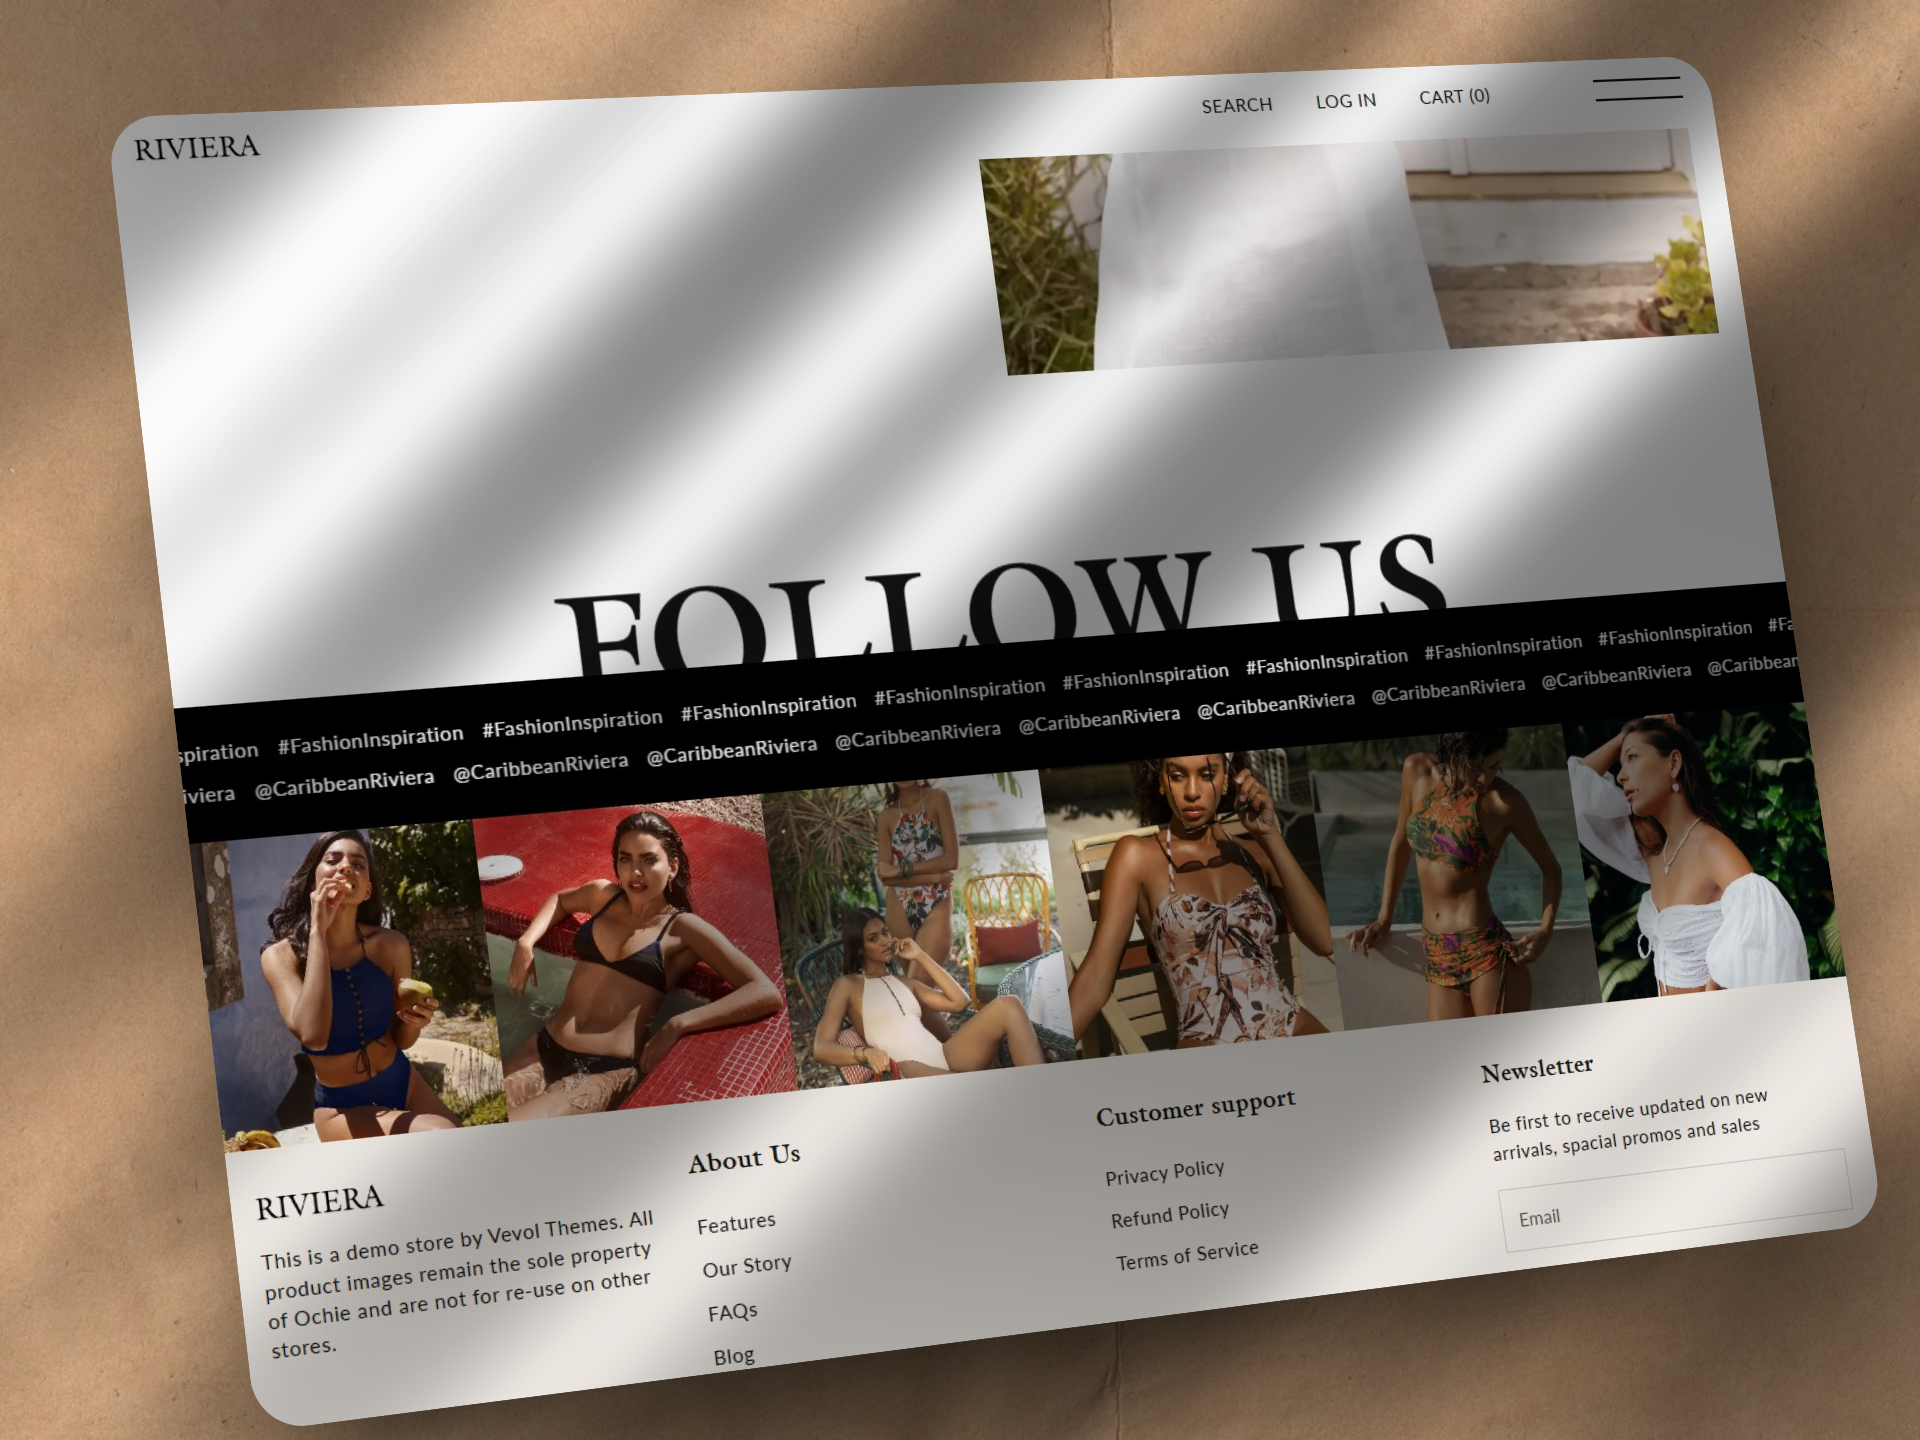 RIVIERA
SEARCH LOG IN CART (0)
FOLLOW US
spiration #FashionInspiration #FashionInspiration #FashionInspiration #FashionInspiration #FashionInspiration #FashionInspiration #FashionInspiration #FashionInspiration #Fa
iviera @CaribbeanRiviera @CaribbeanRiviera @CaribbeanRiviera @CaribbeanRiviera @CaribbeanRiviera @CaribbeanRiviera @CaribbeanRiviera @CaribbeanRiviera @Caribbean
RIVIERA
This is a demo store by Vevol Themes. All
product images remain the sole property
of Ochie and are not for re-use on other
stores.
About Us
Features
Our Story
FAQs
Blog
Customer support
Privacy Policy
Refund Policy
Terms of Service
Newsletter
Be first to receive updated on new
arrivals, spacial promos and sales
Email